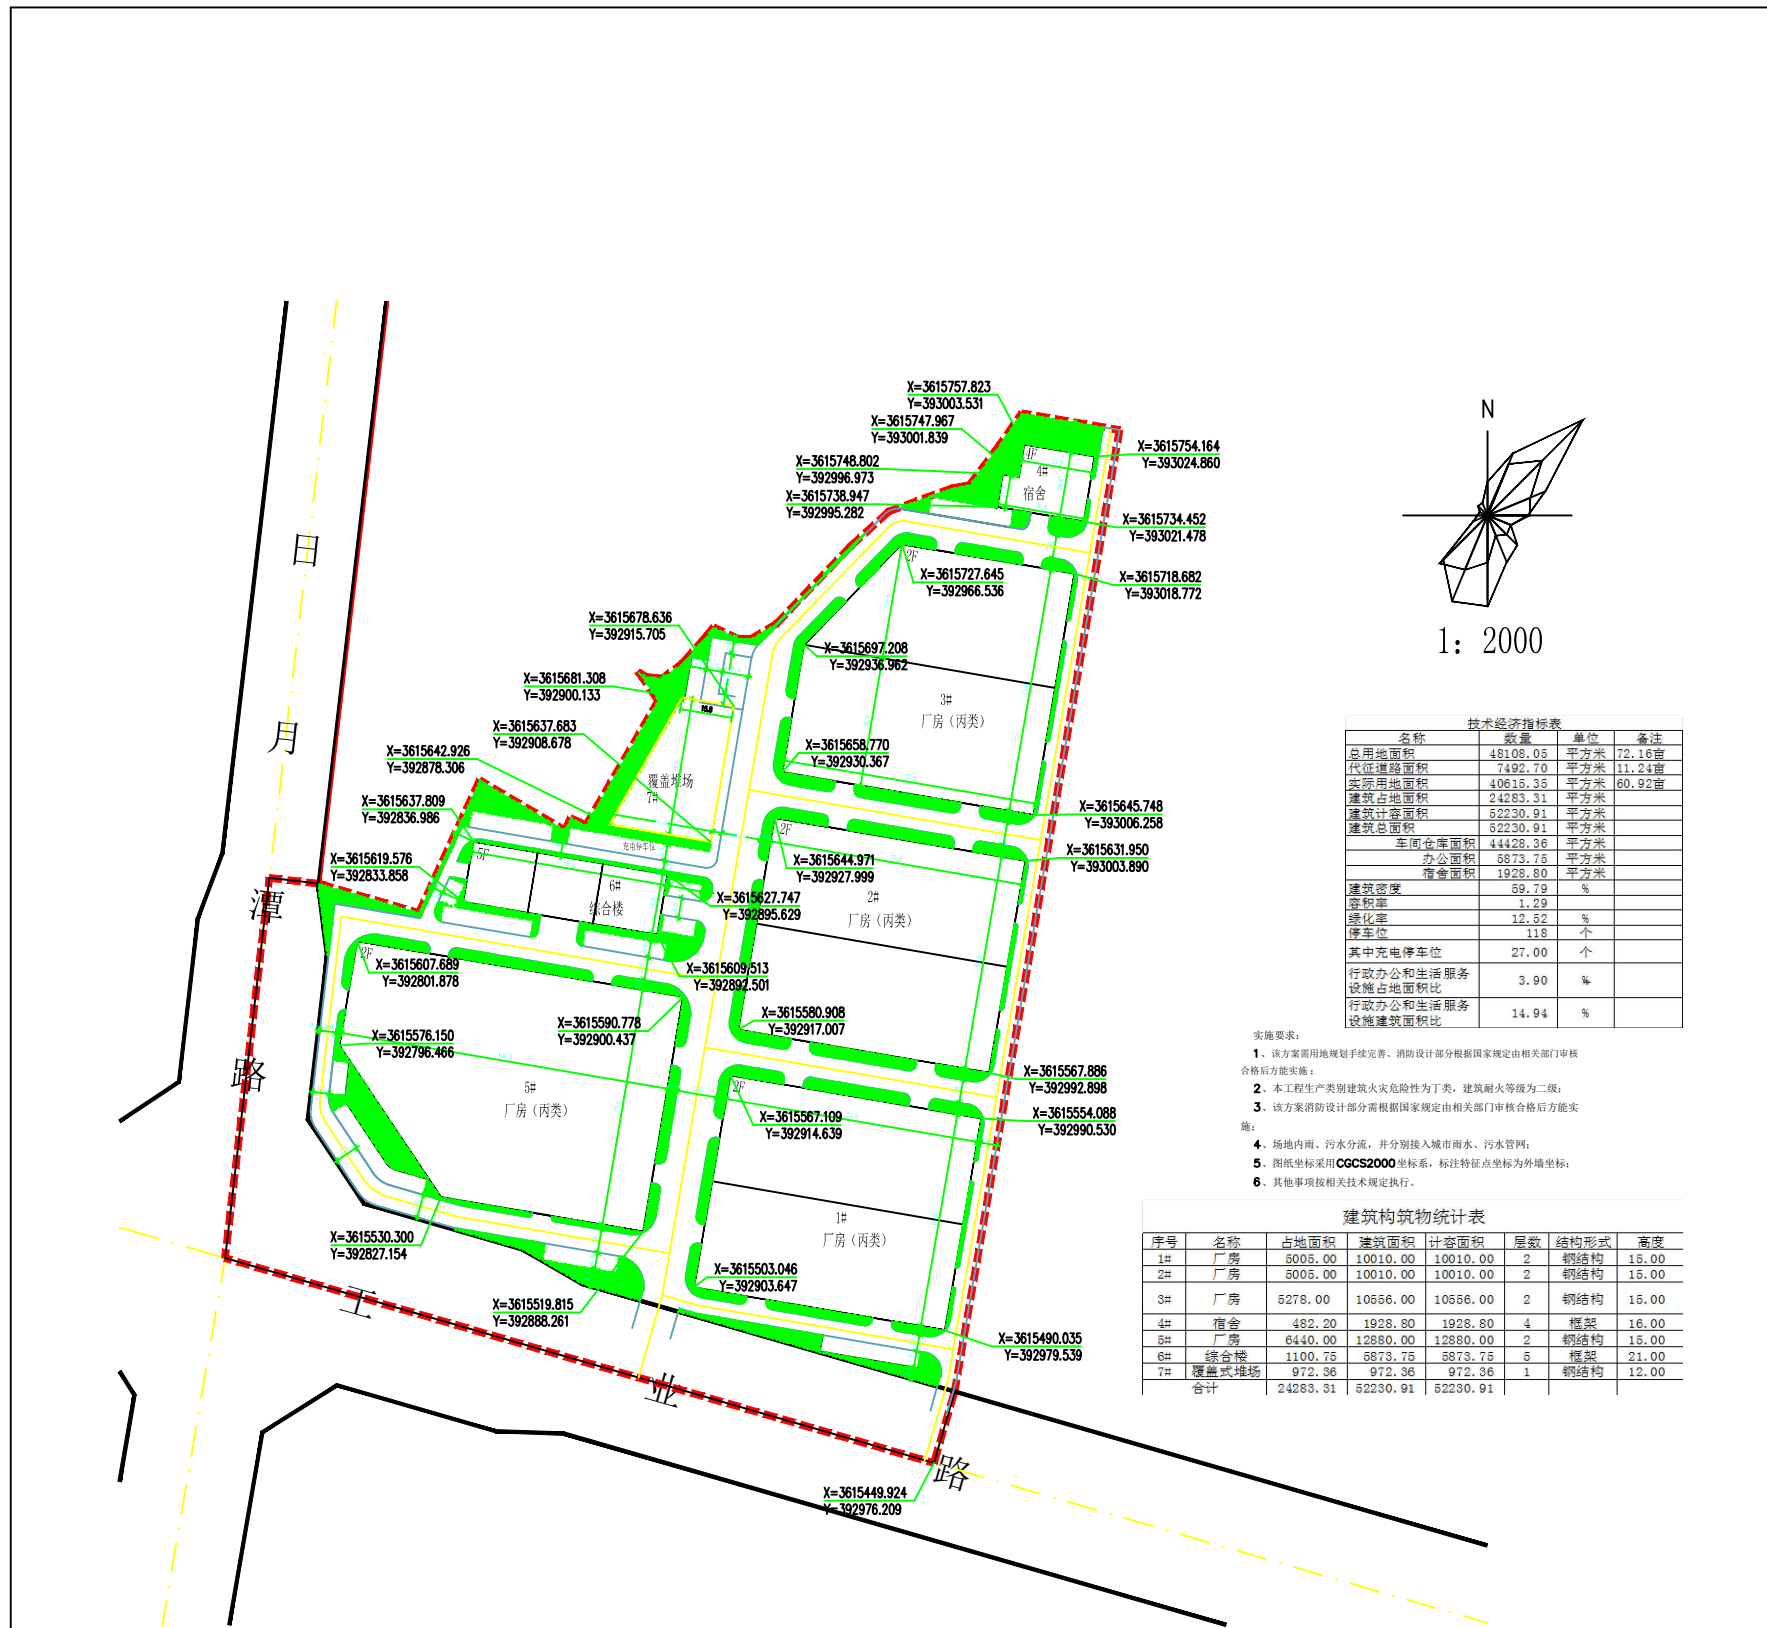 X=3615757.823
Y=393003.531
X=3615747.967
Y=393001.839
X=3615748.802
Y=392996.973
X=3615738.947
Y=392995.282
X=3615754.164
Y=393024.860
X=3615734.452
Y=393021.478
X=3615718.682
Y=393018.772
4F
4#
宿舍
2F
X=3615727.645
Y=392966.536
X=3615697.208
Y=392936.962
3#
厂房（丙类）
X=3615658.770
Y=392930.367
X=3615645.748
Y=393006.258
X=3615678.636
Y=392915.705
X=3615681.308
Y=392900.133
X=3615637.683
Y=392908.678
X=3615642.926
Y=392878.306
X=3615637.809
Y=392836.986
X=3615619.576
Y=392833.858
15.0
覆盖堆场
7#
充电停车位
5F
6#
综合楼
X=3615627.747
Y=392895.629
X=3615609.513
Y=392892.501
2F
X=3615644.971
Y=392927.999
X=3615631.950
Y=393003.890
2#
厂房（丙类）
X=3615580.908
Y=392917.007
X=3615567.886
Y=392992.898
2F
X=3615607.689
Y=392801.878
X=3615590.778
Y=392900.437
X=3615576.150
Y=392796.466
5#
厂房（丙类）
X=3615530.300
Y=392827.154
X=3615519.815
Y=392888.261
2F
X=3615567.109
Y=392914.639
X=3615554.088
Y=392990.530
1#
厂房（丙类）
X=3615503.046
Y=392903.647
X=3615490.035
Y=392979.539
X=3615449.924
Y=392976.209
日
月
潭
路
工
业
路
N
1: 2000
技术经济指标表
名称 数量 单位 备注
总用地面积 48108.05 平方米 72.16亩
代征道路面积 7492.70 平方米 11.24亩
实际用地面积 40615.35 平方米 60.92亩
建筑占地面积 24283.31 平方米
建筑计容面积 52230.91 平方米
建筑总面积 52230.91 平方米
车间仓库面积 44428.36 平方米
办公面积 5873.75 平方米
宿舍面积 1928.80 平方米
建筑密度 59.79 %
容积率 1.29
绿化率 12.52 %
停车位 118 个
其中充电停车位 27.00 个
行政办公和生活服务
设施占地面积比 3.90 %
行政办公和生活服务
设施建筑面积比 14.94 %
实施要求：
1、该方案需用地规划手续完善、消防设计部分根据国家规定由相关部门审核
合格后方能实施；
2、本工程生产类别建筑火灾危险性为丁类，建筑耐火等级为二级；
3、该方案消防设计部分需根据国家规定由相关部门审核合格后方能实
施；
4、场地内雨、污水分流，并分别接入城市雨水、污水管网；
5、图纸坐标采用CGCS2000坐标系，标注特征点坐标为外墙坐标；
6、其他事项按相关技术规定执行。
建筑构筑物统计表
序号 名称 占地面积 建筑面积 计容面积 层数 结构形式 高度
1# 厂房 5005.00 10010.00 10010.00 2 钢结构 15.00
2# 厂房 5005.00 10010.00 10010.00 2 钢结构 15.00
3# 厂房 5278.00 10556.00 10556.00 2 钢结构 15.00
4# 宿舍 482.20 1928.80 1928.80 4 框架 16.00
5# 厂房 6440.00 12880.00 12880.00 2 钢结构 15.00
6# 综合楼 1100.75 5873.75 5873.75 5 框架 21.00
7# 覆盖式堆场 972.36 972.36 972.36 1 钢结构 12.00
合计 24283.31 52230.91 52230.91